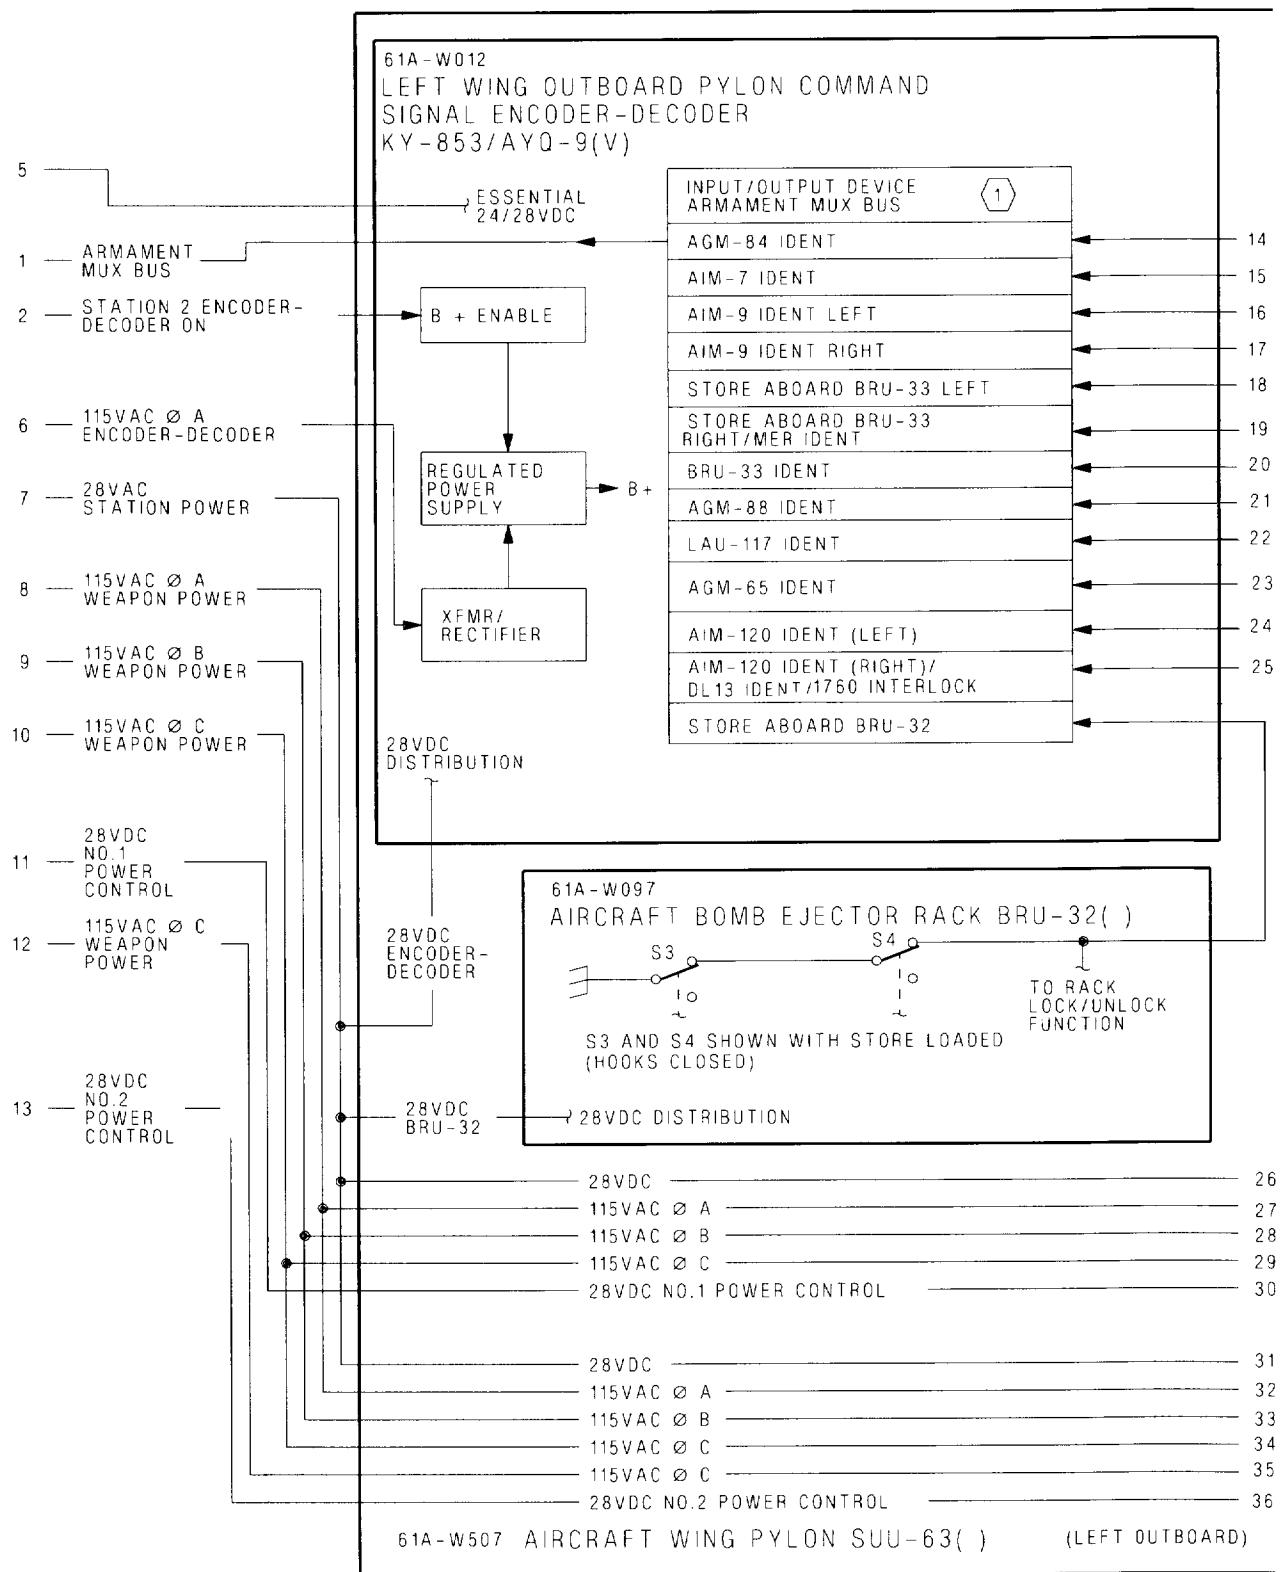 61A-W012
LEFT WING OUTBOARD PYLON COMMAND
SIGNAL ENCODER-DECODER
KY-853/AYQ-9(V)
5
ESSENTIAL
24/28VDC
1
ARMAMENT
MUX BUS
2
STATION 2 ENCODER-
DECODER ON
6
115VAC Ø A
ENCODER-DECODER
7
28VAC
STATION POWER
8
115VAC Ø A
WEAPON POWER
9
115VAC Ø B
WEAPON POWER
10
115VAC Ø C
WEAPON POWER
11
28VDC
NO.1
POWER
CONTROL
12
115VAC Ø C
WEAPON
POWER
13
28VDC
NO.2
POWER
CONTROL
B + ENABLE
REGULATED
POWER
SUPPLY
B+
XFMR/
RECTIFIER
28VDC
DISTRIBUTION
28VDC
ENCODER-
DECODER
28VDC
BRU-32
INPUT/OUTPUT DEVICE
ARMAMENT MUX BUS
1
AGM-84 IDENT
14
AIM-7 IDENT
15
AIM-9 IDENT LEFT
16
AIM-9 IDENT RIGHT
17
STORE ABOARD BRU-33 LEFT
18
STORE ABOARD BRU-33
RIGHT/MER IDENT
19
BRU-33 IDENT
20
AGM-88 IDENT
21
LAU-117 IDENT
22
AGM-65 IDENT
23
AIM-120 IDENT (LEFT)
24
AIM-120 IDENT (RIGHT)/
DL13 IDENT/1760 INTERLOCK
25
STORE ABOARD BRU-32
61A-W097
AIRCRAFT BOMB EJECTOR RACK BRU-32( )
S3
S4
TO RACK
LOCK/UNLOCK
FUNCTION
S3 AND S4 SHOWN WITH STORE LOADED
(HOOKS CLOSED)
28VDC DISTRIBUTION
28VDC
26
115VAC Ø A
27
115VAC Ø B
28
115VAC Ø C
29
28VDC NO.1 POWER CONTROL
30
28VDC
31
115VAC Ø A
32
115VAC Ø B
33
115VAC Ø C
34
115VAC Ø C
35
28VDC NO.2 POWER CONTROL
36
61A-W507 AIRCRAFT WING PYLON SUU-63( ) (LEFT OUTBOARD)